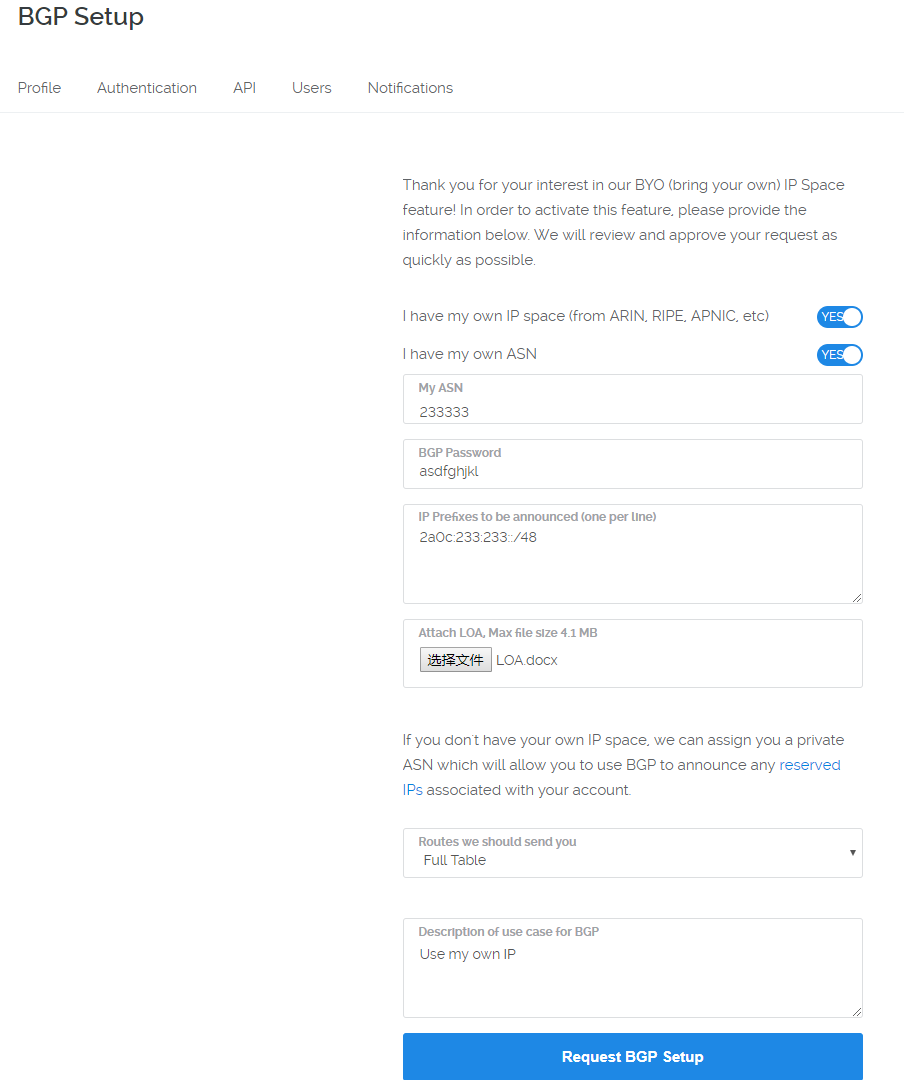 BGP Setup
Profile Authentication API Users Notifications
Thank you for your interest in our BYO (bring your own) IP Space
feature! In order to activate this feature, please provide the
information below. We will review and approve your request as
quickly as possible.
I have my own IP space (from ARIN, RIPE, APNIC, etc) YES
I have my own ASN YES
My ASN
233333
BGP Password
asdfghjkl
IP Prefixes to be announced (one per line)
2a0c:233:233::/48
Attach LOA, Max file size 4.1 MB
选择文件 LOA.docx
If you don't have your own IP space, we can assign you a private
ASN which will allow you to use BGP to announce any reserved
IPs associated with your account.
Routes we should send you
Full Table
Description of use case for BGP
Use my own IP
Request BGP Setup